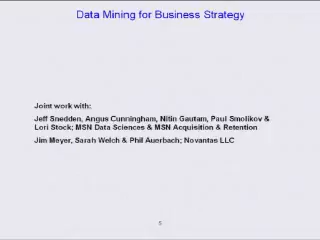 Data Mining for Business Strategy
Joint work with:
Jeff Snedden, Angus Cunningham, Nitin Gautam, Paul Smolikov &
Lori Stock; MSN Data Sciences & MSN Acquisition & Retention
Jim Meyer, Sarah Welch & Phil Auerbach; Novantas LLC